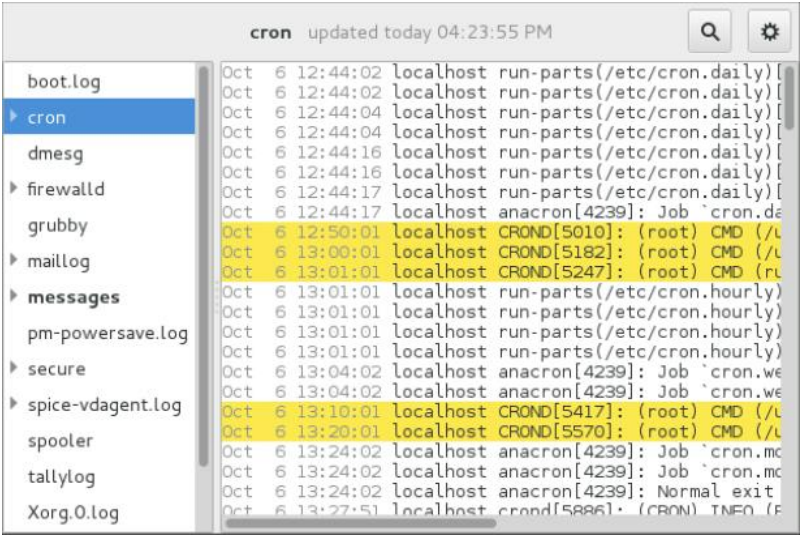 cron updated today 04:23:55 PM
boot.log
cron
dmesg
firewalld
grubby
maillog
messages
pm-powersave.log
secure
spice-vdagent.log
spooler
tallylog
Xorg.0.log
Oct 6 12:44:02 localhost run-parts(/etc/cron.daily)[
Oct 6 12:44:02 localhost run-parts(/etc/cron.daily)[
Oct 6 12:44:04 localhost run-parts(/etc/cron.daily)[
Oct 6 12:44:04 localhost run-parts(/etc/cron.daily)[
Oct 6 12:44:16 localhost run-parts(/etc/cron.daily)[
Oct 6 12:44:16 localhost run-parts(/etc/cron.daily)[
Oct 6 12:44:17 localhost run-parts(/etc/cron.daily)[
Oct 6 12:44:17 localhost anacron[4239]: Job `cron.da
Oct 6 12:50:01 localhost CROND[5010]: (root) CMD (/u
Oct 6 13:00:01 localhost CROND[5182]: (root) CMD (/u
Oct 6 13:01:01 localhost CROND[5247]: (root) CMD (ru
Oct 6 13:01:01 localhost run-parts(/etc/cron.hourly)
Oct 6 13:01:01 localhost run-parts(/etc/cron.hourly)
Oct 6 13:01:01 localhost run-parts(/etc/cron.hourly)
Oct 6 13:01:01 localhost run-parts(/etc/cron.hourly)
Oct 6 13:04:02 localhost anacron[4239]: Job `cron.we
Oct 6 13:04:02 localhost anacron[4239]: Job `cron.we
Oct 6 13:10:01 localhost CROND[5417]: (root) CMD (/u
Oct 6 13:20:01 localhost CROND[5570]: (root) CMD (/u
Oct 6 13:24:02 localhost anacron[4239]: Job `cron.mo
Oct 6 13:24:02 localhost anacron[4239]: Job `cron.mo
Oct 6 13:24:02 localhost anacron[4239]: Normal exit
Oct 6 13:27:51 localhost crond[5886]: (CRON) INFO (R